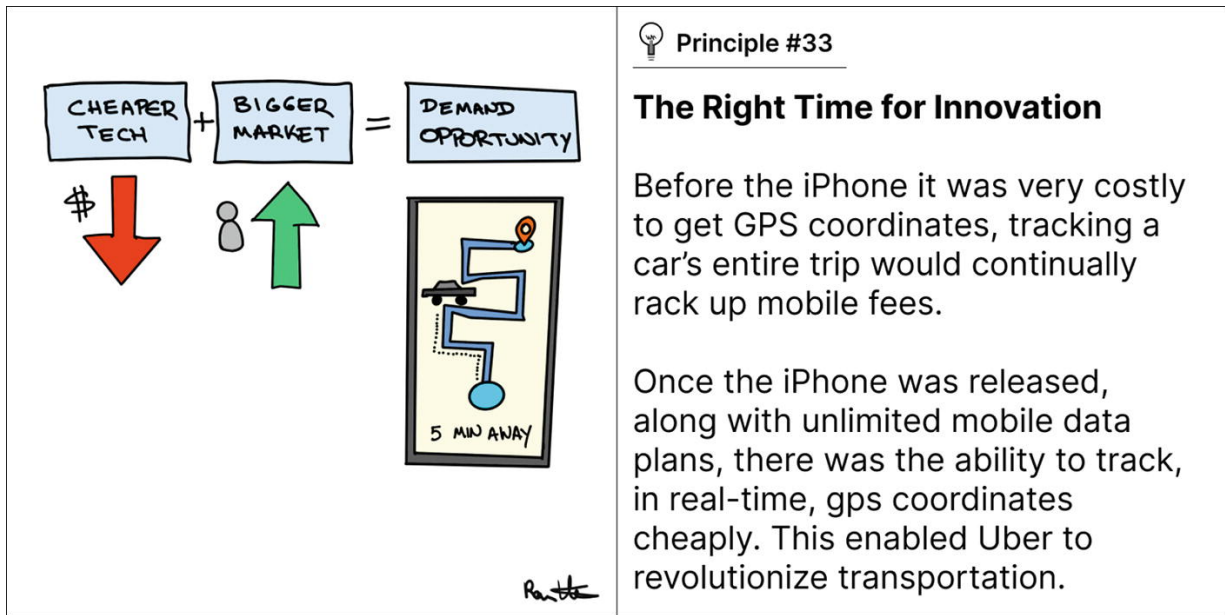 CHEAPER
TECH
+
BIGGER
MARKET
=
DEMAND
OPPORTUNITY
$
5 MIN AWAY
Principle #33
The Right Time for Innovation
Before the iPhone it was very costly
to get GPS coordinates, tracking a
car’s entire trip would continually
rack up mobile fees.
Once the iPhone was released,
along with unlimited mobile data
plans, there was the ability to track,
in real-time, gps coordinates
cheaply. This enabled Uber to
revolutionize transportation.